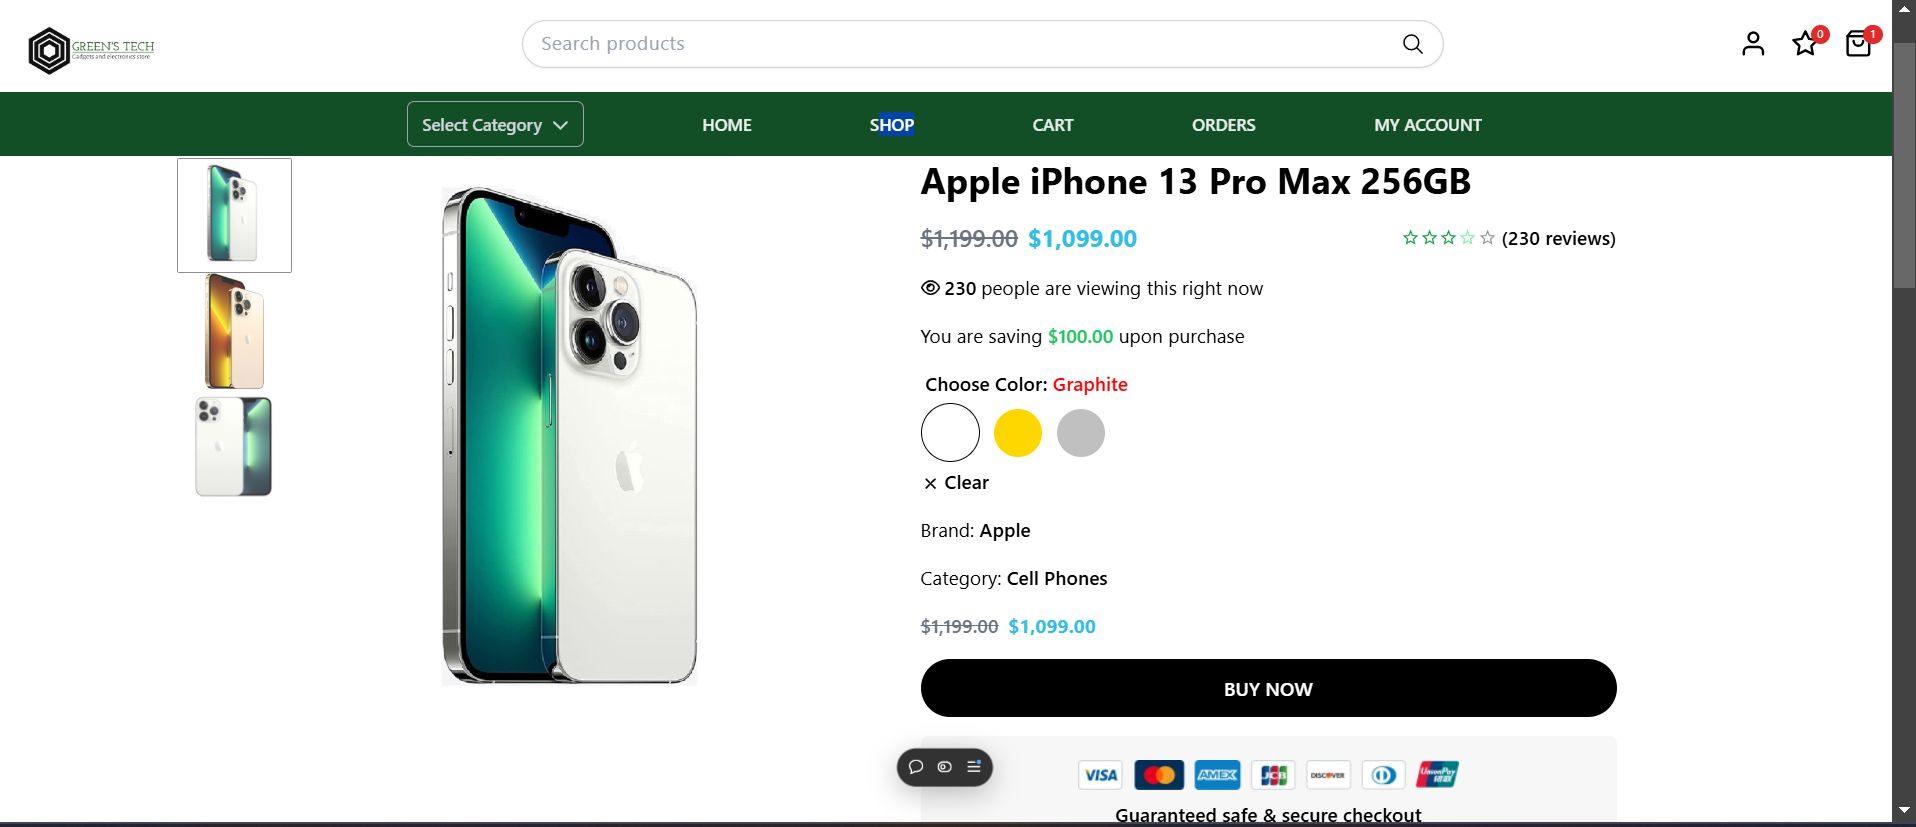 GREEN'S TECH
Gadgets and electronics store
Search products
0
1
Select Category
HOME
SHOP
CART
ORDERS
MY ACCOUNT
Apple iPhone 13 Pro Max 256GB
$1,199.00 $1,099.00
(230 reviews)
230 people are viewing this right now
You are saving $100.00 upon purchase
Choose Color: Graphite
Clear
Brand: Apple
Category: Cell Phones
$1,199.00 $1,099.00
BUY NOW
VISA
AMEX
JCB
DISCOVER
UnionPay
银联
Guaranteed safe & secure checkout